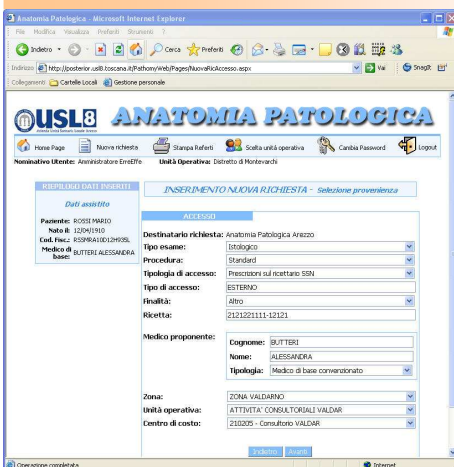 Anatomia Patologica - Microsoft Internet Explorer
File Modifica Visualizza Preferiti Strumenti ?
Indietro Cerca Preferiti
Indirizzo http://posterior.usl8.toscana.it/PathonyWeb/Pages/NuovaRicAccesso.aspx Vai SnagIt
Collegamenti Cartelle Locali Gestione personale
USL8 ANATOMIA PATOLOGICA
Home Page Nuova richiesta Stampa Referti Scelta unità operativa Cambia Password Logout
Nominativo Utente: Amministratore ErreEffe Unità Operativa: Distretto di Montevarchi
RIEPILOGO DATI INSERITI
INSERIMENTO NUOVA RICHIESTA - Selezione provenienza
Dati assistito
Paziente: ROSSI MARIO
Nato il: 12/04/1910
Cod. Fisc.: RSSMRA10D12H935L
Medico di base: BUTTERI ALESSANDRA
ACCESSO
Destinatario richiesta: Anatomia Patologica Arezzo
Tipo esame: Istologico
Procedura: Standard
Tipologia di accesso: Prescrizioni sul ricettario SSN
Tipo di accesso: ESTERNO
Finalità: Altro
Ricetta: 2121221111-12121
Medico proponente:
Cognome: BUTTERI
Nome: ALESSANDRA
Tipologia: Medico di base convenzionato
Zona: ZONA VALDARNO
Unità operativa: ATTIVITA' CONSULTORIALI VALDAR
Centro di costo: 210205 - Consultorio VALDAR
Indietro Avanti
Operazione completata Internet